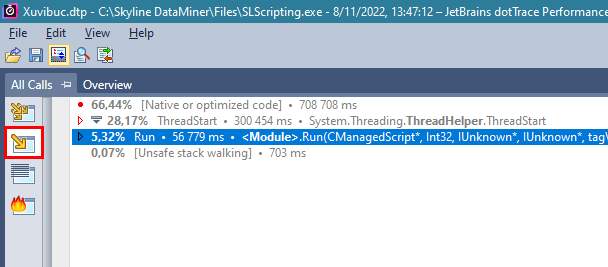 Xuvibuc.dtp • C:\Skyline DataMiner\Files\SLScripting.exe - 8/11/2022, 13:47:12 – JetBrains dotTrace Performance
File Edit View Help
All Calls Overview
66,44% [Native or optimized code] • 708 708 ms
28,17% ThreadStart • 300 454 ms • System.Threading.ThreadHelper.ThreadStart
5,32% Run • 56 779 ms • <Module>.Run(CManagedScript*, Int32, IUnknown*, IUnknown*, tag
0,07% [Unsafe stack walking] • 703 ms